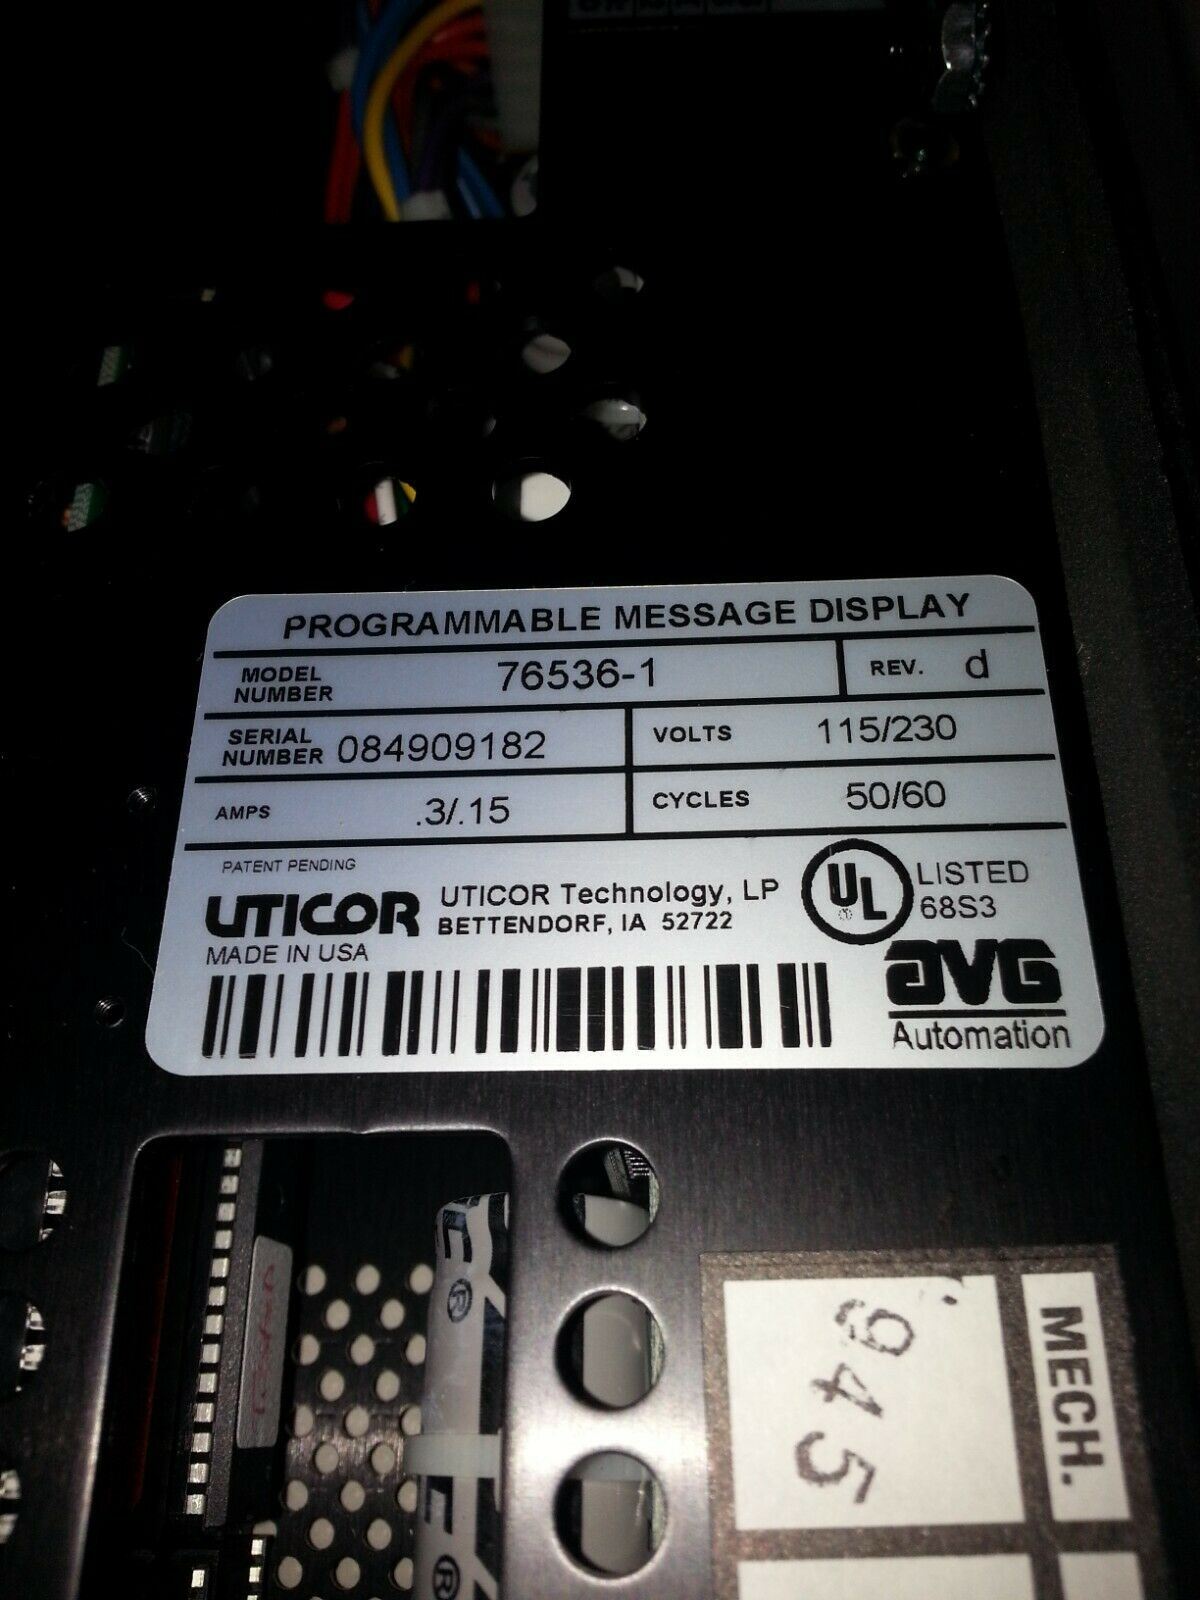 PROGRAMMABLE MESSAGE DISPLAY
MODEL NUMBER 76536-1 REV. d
SERIAL NUMBER 084909182 VOLTS 115/230
AMPS .3/.15 CYCLES 50/60
PATENT PENDING
UTICOR UTICOR Technology, LP
BETTENDORF, IA 52722
MADE IN USA
UL LISTED
68S3
AVG
Automation
945
MECH.